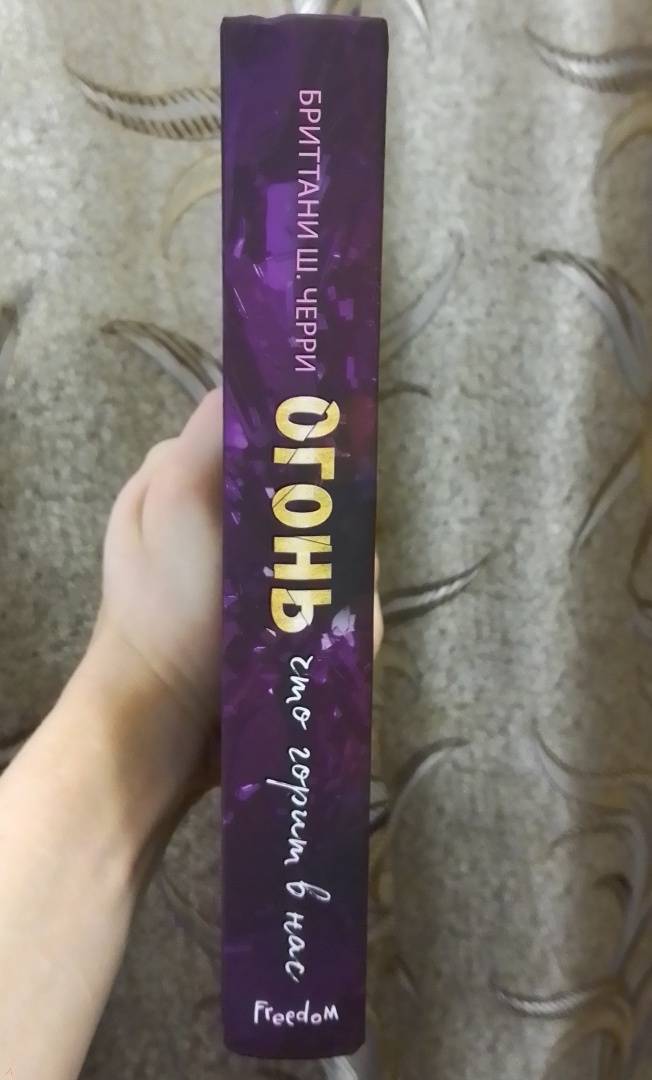 БРИТТАНИ Ш. ЧЕРРИ
ОГОНЬ
что горит в нас
Freedom